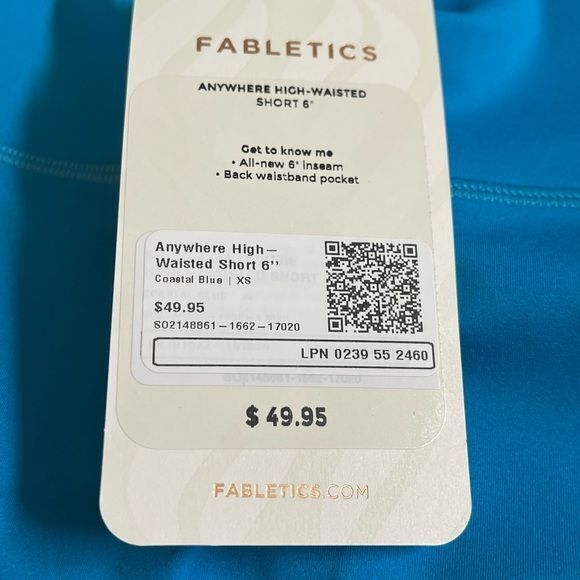 FABLETICS
ANYWHERE HIGH-WAISTED
SHORT 6"
Get to know me
• All-new 6" inseam
• Back waistband pocket
Anywhere High-
Waisted Short 6''
Coastal Blue | XS
$49.95
SO2148861-1662-17020
LPN 0239 55 2460
$ 49.95
FABLETICS.COM